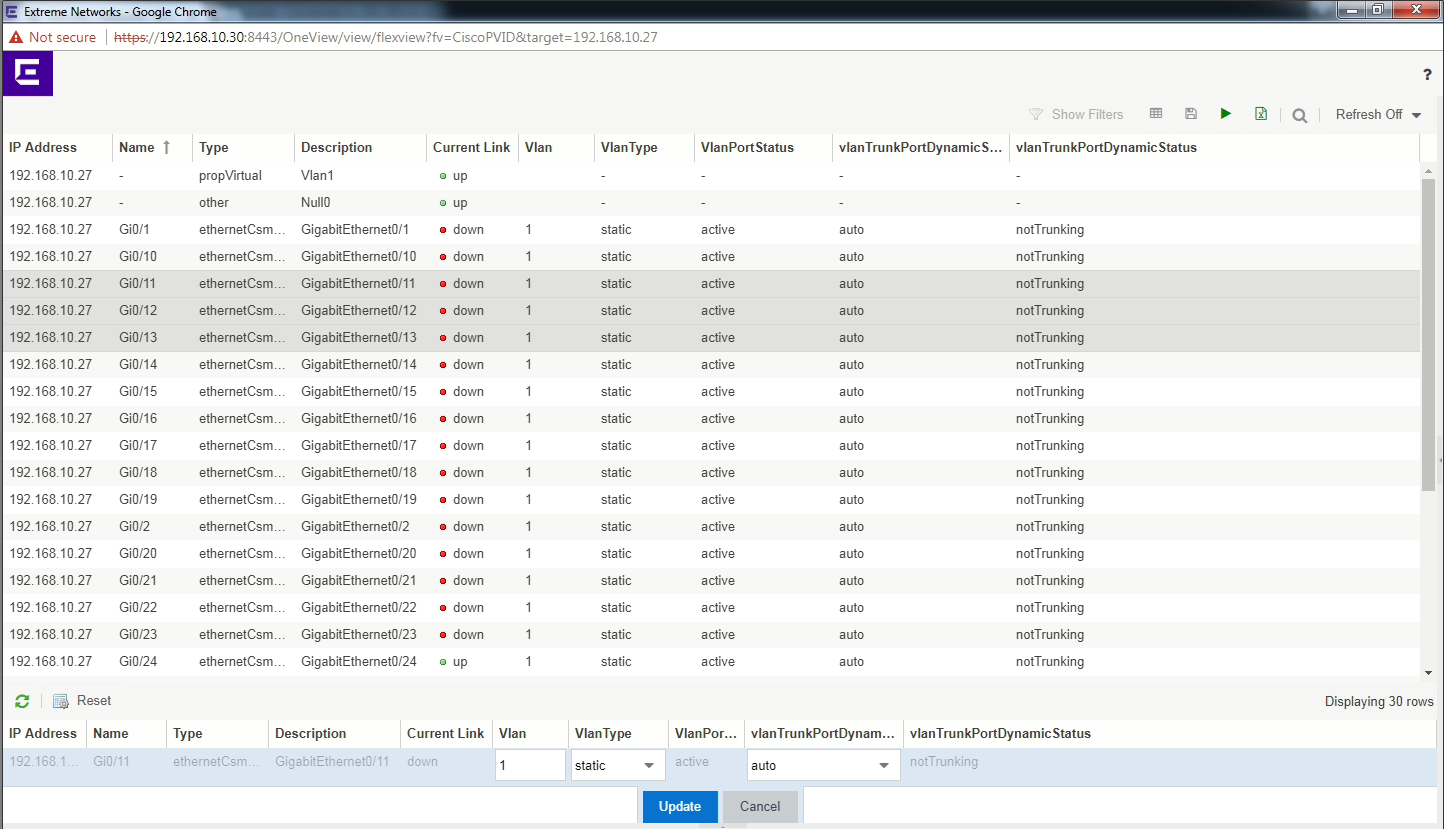 Extreme Networks - Google Chrome
Not secure | https://192.168.10.30:8443/OneView/view/flexview?fv=CiscoPVID&target=192.168.10.27
?
Show Filters Refresh Off
IP Address Name Type Description Current Link Vlan VlanType VlanPortStatus vlanTrunkPortDynamicS... vlanTrunkPortDynamicStatus
192.168.10.27 - propVirtual Vlan1 up - - - -
192.168.10.27 - other Null0 up - - - -
192.168.10.27 Gi0/1 ethernetCsm... GigabitEthernet0/1 down 1 static active auto notTrunking
192.168.10.27 Gi0/10 ethernetCsm... GigabitEthernet0/10 down 1 static active auto notTrunking
192.168.10.27 Gi0/11 ethernetCsm... GigabitEthernet0/11 down 1 static active auto notTrunking
192.168.10.27 Gi0/12 ethernetCsm... GigabitEthernet0/12 down 1 static active auto notTrunking
192.168.10.27 Gi0/13 ethernetCsm... GigabitEthernet0/13 down 1 static active auto notTrunking
192.168.10.27 Gi0/14 ethernetCsm... GigabitEthernet0/14 down 1 static active auto notTrunking
192.168.10.27 Gi0/15 ethernetCsm... GigabitEthernet0/15 down 1 static active auto notTrunking
192.168.10.27 Gi0/16 ethernetCsm... GigabitEthernet0/16 down 1 static active auto notTrunking
192.168.10.27 Gi0/17 ethernetCsm... GigabitEthernet0/17 down 1 static active auto notTrunking
192.168.10.27 Gi0/18 ethernetCsm... GigabitEthernet0/18 down 1 static active auto notTrunking
192.168.10.27 Gi0/19 ethernetCsm... GigabitEthernet0/19 down 1 static active auto notTrunking
192.168.10.27 Gi0/2 ethernetCsm... GigabitEthernet0/2 down 1 static active auto notTrunking
192.168.10.27 Gi0/20 ethernetCsm... GigabitEthernet0/20 down 1 static active auto notTrunking
192.168.10.27 Gi0/21 ethernetCsm... GigabitEthernet0/21 down 1 static active auto notTrunking
192.168.10.27 Gi0/22 ethernetCsm... GigabitEthernet0/22 down 1 static active auto notTrunking
192.168.10.27 Gi0/23 ethernetCsm... GigabitEthernet0/23 down 1 static active auto notTrunking
192.168.10.27 Gi0/24 ethernetCsm... GigabitEthernet0/24 up 1 static active auto notTrunking
Reset Displaying 30 rows
IP Address Name Type Description Current Link Vlan VlanType VlanPor... vlanTrunkPortDynam... vlanTrunkPortDynamicStatus
192.168.1... Gi0/11 ethernetCsm... GigabitEthernet0/11 down 1 static active auto notTrunking
Update Cancel